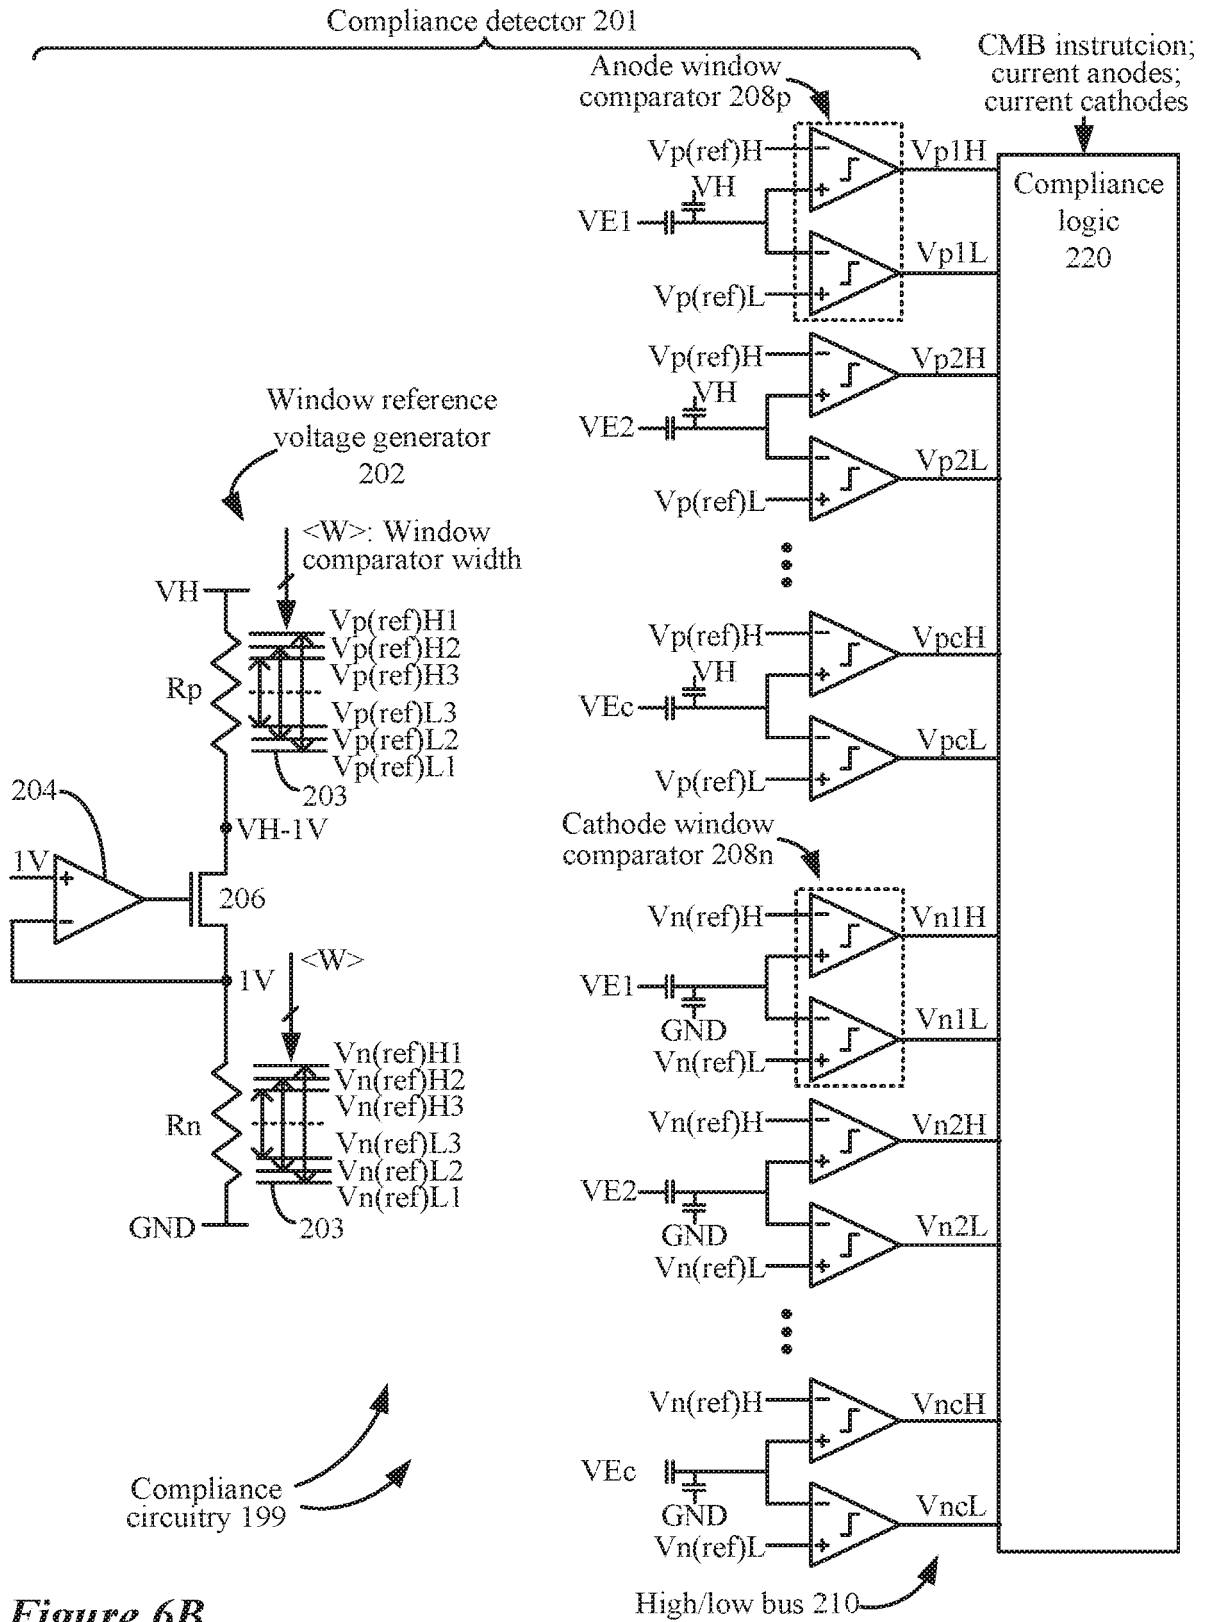 Compliance detector 201
CMB instrutcion;
current anodes;
current cathodes
Anode window
comparator 208p
Vp(ref)H
VH
VE1
Vp(ref)L
Vp1H
Vp1L
Compliance
logic
220
Vp(ref)H
VH
VE2
Vp(ref)L
Vp2H
Vp2L
Window reference
voltage generator
202
<W>: Window
comparator width
VH
Rp
Vp(ref)H1
Vp(ref)H2
Vp(ref)H3
Vp(ref)L3
Vp(ref)L2
Vp(ref)L1
203
Vp(ref)H
VH
VEc
Vp(ref)L
VpcH
VpcL
204
VH-1V
1V
+
−
206
1V
<W>
Rn
Vn(ref)H1
Vn(ref)H2
Vn(ref)H3
Vn(ref)L3
Vn(ref)L2
Vn(ref)L1
GND
203
Cathode window
comparator 208n
Vn(ref)H
VE1
GND
Vn(ref)L
Vn1H
Vn1L
Vn(ref)H
VE2
GND
Vn(ref)L
Vn2H
Vn2L
Vn(ref)H
VEc
GND
Vn(ref)L
VncH
VncL
Compliance
circuitry 199
High/low bus 210
Figure 6B